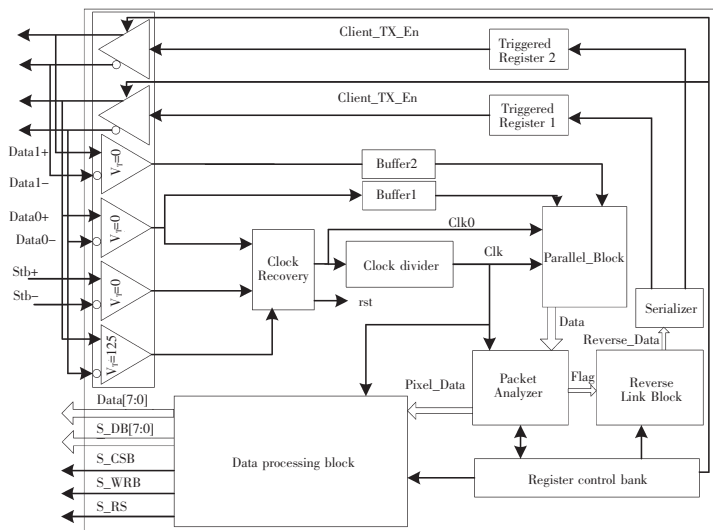 Client_TX_En
Triggered
Register 2
Client_TX_En
Triggered
Register 1
Data1+
Data1−
Data0+
Data0−
Stb+
Stb−
V_T=0
V_T=0
V_T=0
V_T=125
Buffer2
Buffer1
Clock
Recovery
Clk0
Clock divider
Clk
rst
Parallel_Block
Serializer
Data
Reverse_Data
Packet
Analyzer
Flag
Reverse
Link Block
Pixel_Data
Data[7:0]
S_DB[7:0]
S_CSB
S_WRB
S_RS
Data processing block
Register control bank